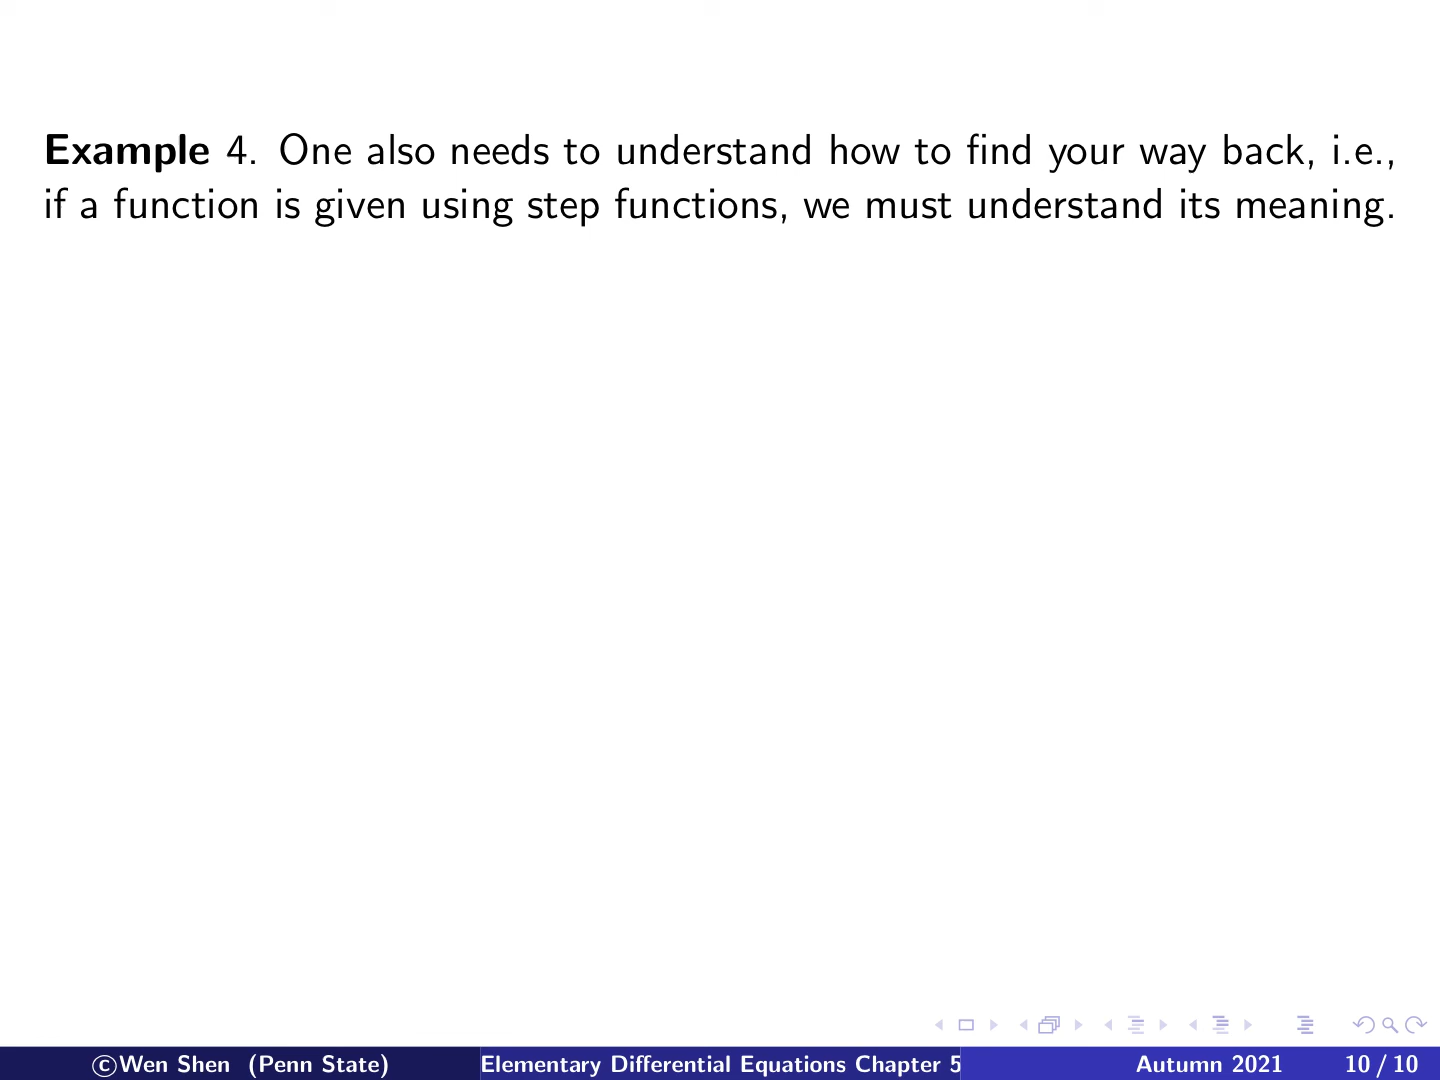 Example 4. One also needs to understand how to find your way back, i.e.,
if a function is given using step functions, we must understand its meaning.
©Wen Shen (Penn State) Elementary Differential Equations Chapter 5 Autumn 2021 10 / 10